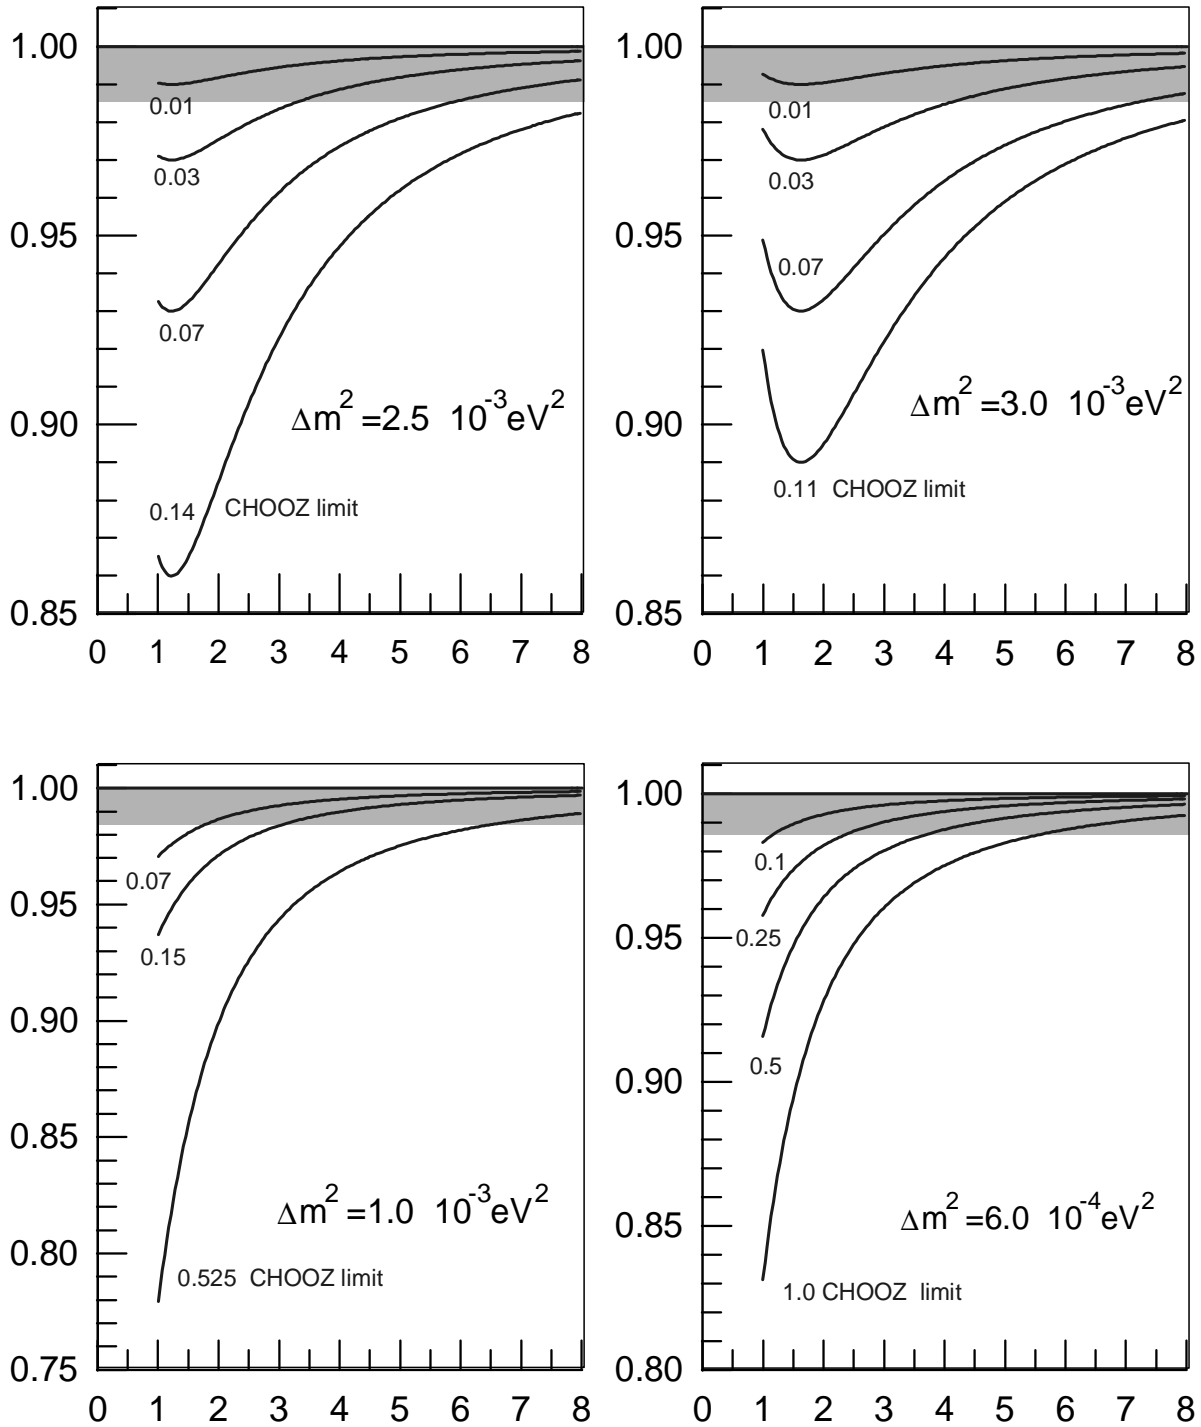 1.00
0.95
0.90
0.85
0 1 2 3 4 5 6 7 8
0.01
0.03
0.07
0.14 CHOOZ limit
Δm² =2.5 10⁻³eV²
1.00
0.95
0.90
0.85
0 1 2 3 4 5 6 7 8
0.01
0.03
0.07
Δm² =3.0 10⁻³eV²
0.11 CHOOZ limit
1.00
0.95
0.90
0.85
0.80
0.75
0 1 2 3 4 5 6 7 8
0.07
0.15
Δm² =1.0 10⁻³eV²
0.525 CHOOZ limit
1.00
0.95
0.90
0.85
0.80
0 1 2 3 4 5 6 7 8
0.1
0.25
0.5
Δm² =6.0 10⁻⁴eV²
1.0 CHOOZ limit